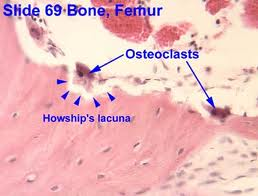 Slide 69 Bone, Femur
Osteoclasts
Howship's lacuna